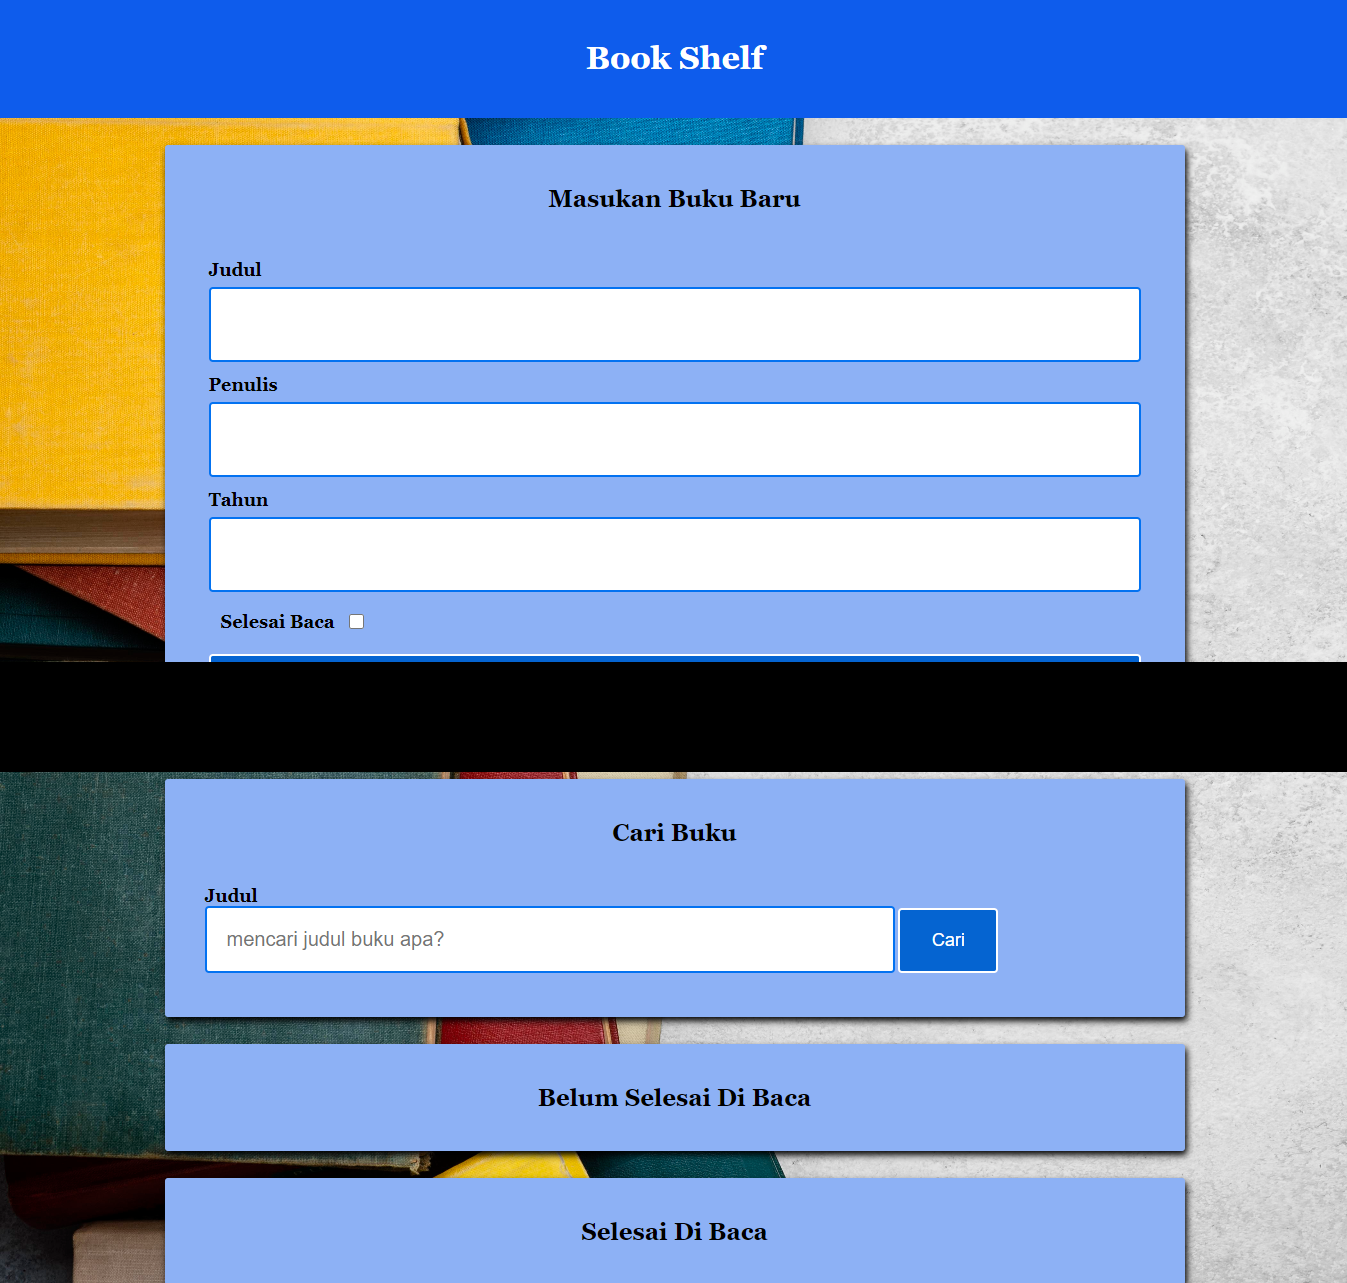 Book Shelf
Masukan Buku Baru
Judul
Penulis
Tahun
Selesai Baca
Cari Buku
Judul
mencari judul buku apa?
Cari
Belum Selesai Di Baca
Selesai Di Baca